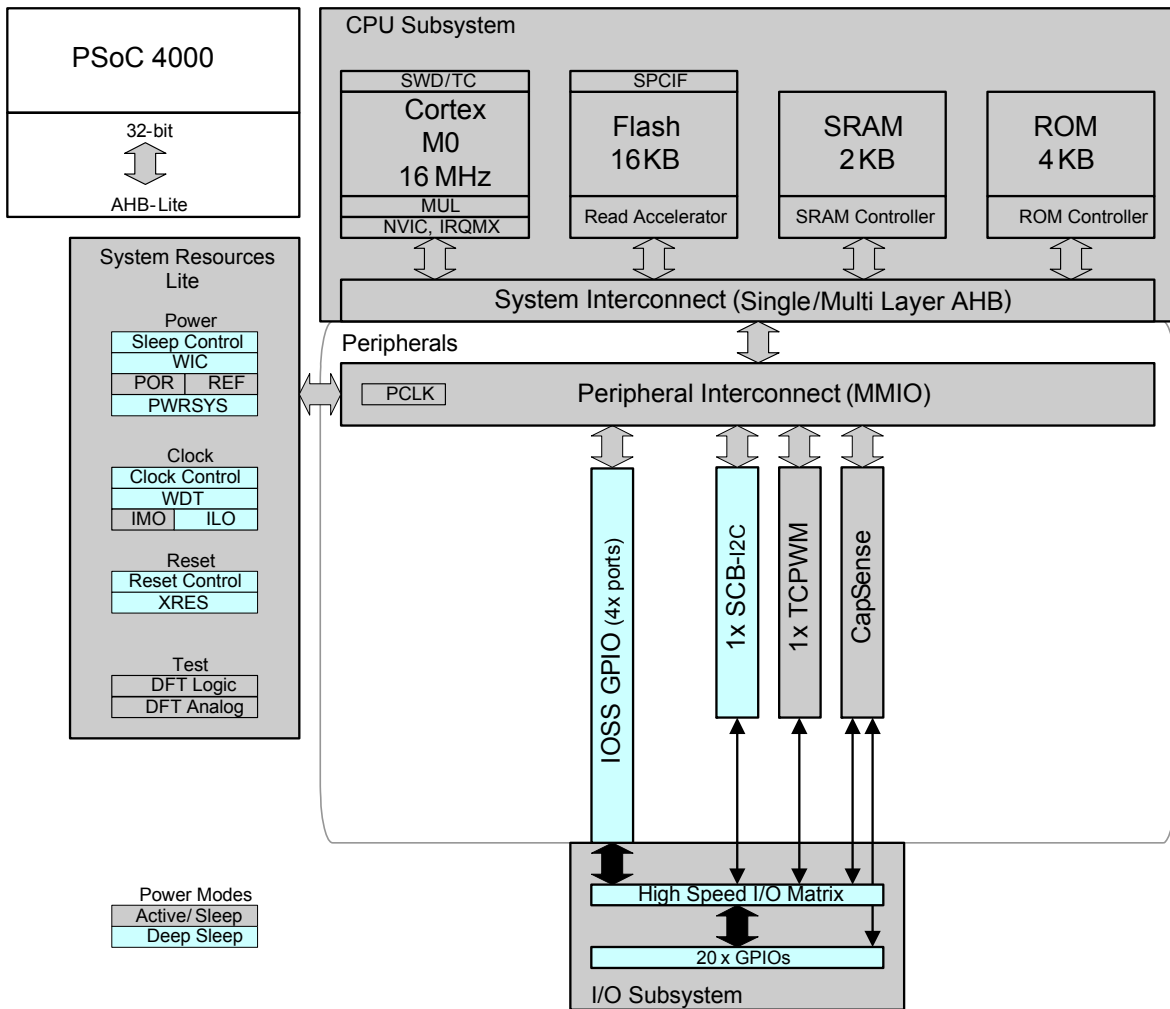 PSoC 4000
32-bit
AHB-Lite
CPU Subsystem
SWD/TC
Cortex
M0
16 MHz
MUL
NVIC, IRQMX
SPCIF
Flash
16 KB
Read Accelerator
SRAM
2 KB
SRAM Controller
ROM
4 KB
ROM Controller
System Interconnect (Single/Multi Layer AHB)
System Resources
Lite
Power
Sleep Control
WIC
POR REF
PWRSYS
Clock
Clock Control
WDT
IMO ILO
Reset
Reset Control
XRES
Test
DFT Logic
DFT Analog
Peripherals
PCLK
Peripheral Interconnect (MMIO)
IOSS GPIO (4x ports)
1x SCB-I2C
1x TCPWM
CapSense
Power Modes
Active/ Sleep
Deep Sleep
High Speed I/O Matrix
20 x GPIOs
I/O Subsystem